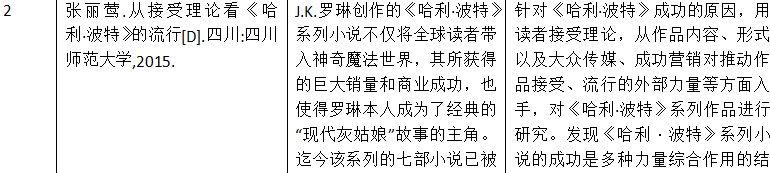 2
张丽营.从接受理论看《哈
利·波特》的流行[D].四川:四川
师范大学,2015.
J.K.罗琳创作的《哈利·波特》
系列小说不仅将全球读者带
入神奇魔法世界，其所获得
的巨大销量和商业成功，也
使得罗琳本人成为了经典的
“现代灰姑娘”故事的主角。
迄今该系列的七部小说已被
针对《哈利·波特》成功的原因，用
读者接受理论，从作品内容、形式
以及大众传媒、成功营销对推动作
品接受、流行的外部力量等方面入
手，对《哈利·波特》系列作品进行
研究。发现《哈利·波特》系列小
说的成功是多种力量综合作用的结